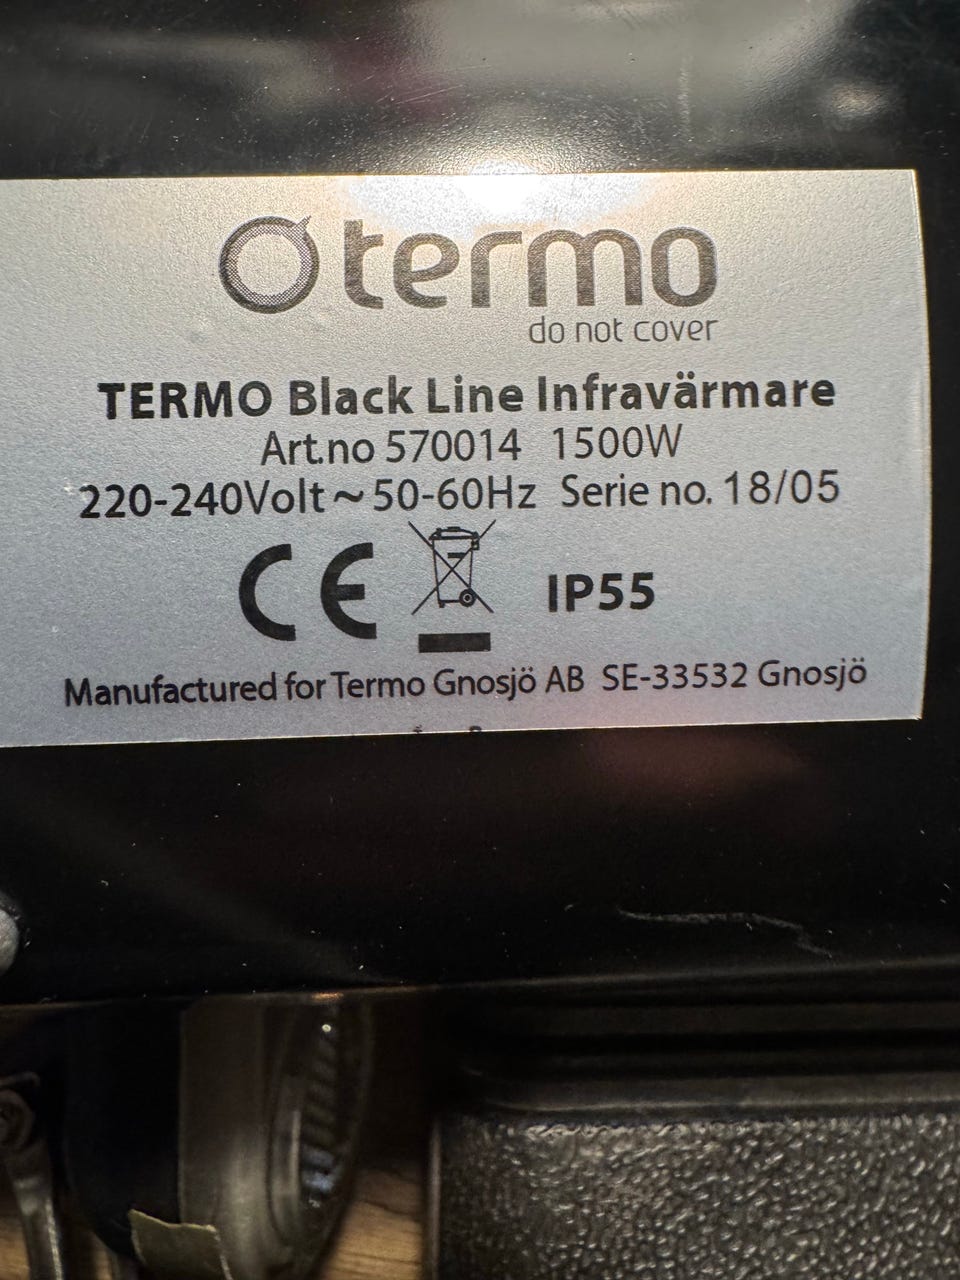 termo
do not cover
TERMO Black Line Infravärmare
Art.no 570014 1500W
220-240Volt~50-60Hz Serie no. 18/05
CE IP55
Manufactured for Termo Gnosjö AB SE-33532 Gnosjö